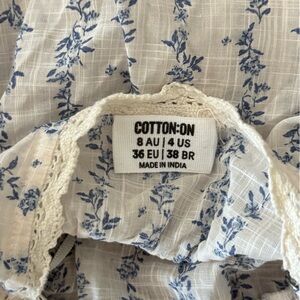 COTTON:ON
8 AU | 4 US
36 EU | 38 BR
MADE IN INDIA